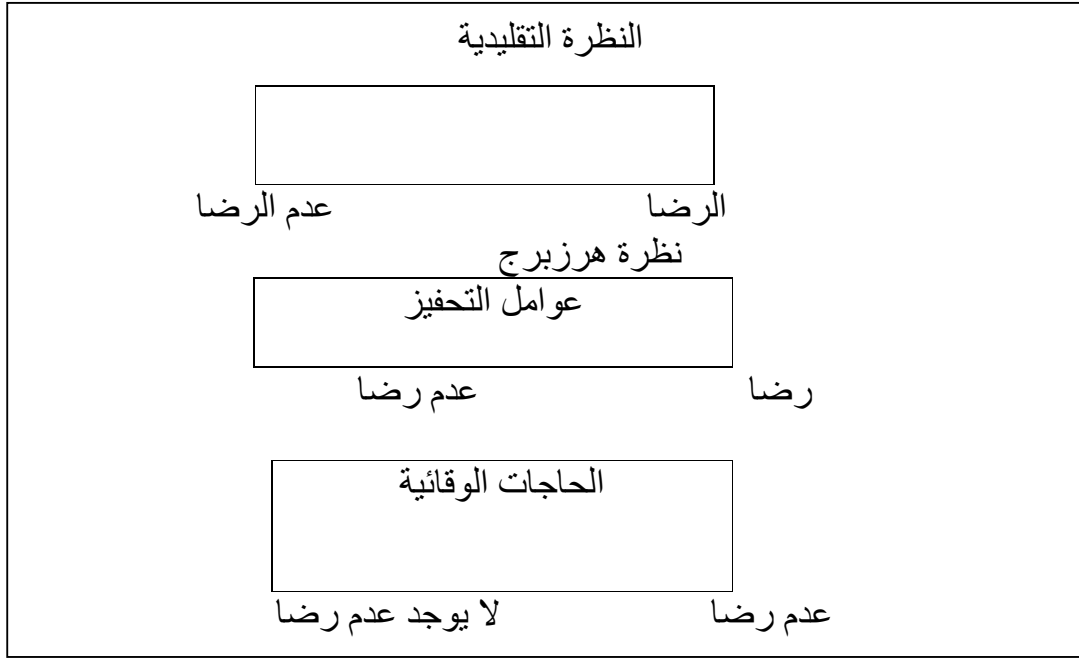 النظرة التقليدية
الرضا عدم الرضا
نظرة هرزبرج
عوامل التحفيز
رضا عدم رضا
الحاجات الوقائية
عدم رضا لا يوجد عدم رضا